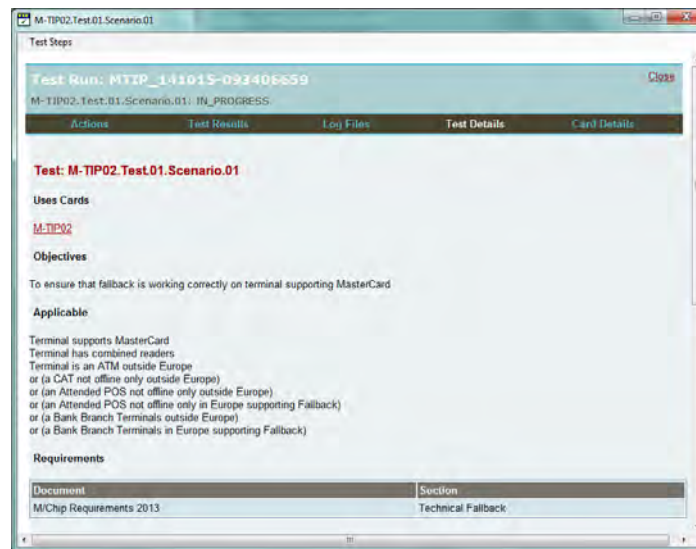 M-TIP02.Test.01.Scenario.01
Test Steps
Test Run: MTIP_141015-093406659
Close
M-TIP02.Test.01.Scenario.01: IN_PROGRESS
Actions Test Results Log Files Test Details Card Details
Test: M-TIP02.Test.01.Scenario.01
Uses Cards
M-TIP02
Objectives
To ensure that fallback is working correctly on terminal supporting MasterCard
Applicable
Terminal supports MasterCard
Terminal has combined readers
Terminal is an ATM outside Europe
or (a CAT not offline only outside Europe)
or (an Attended POS not offline only outside Europe)
or (an Attended POS not offline only in Europe supporting Fallback)
or (a Bank Branch Terminals outside Europe)
or (a Bank Branch Terminals in Europe supporting Fallback)
Requirements
Document Section
M/Chip Requirements 2013 Technical Fallback